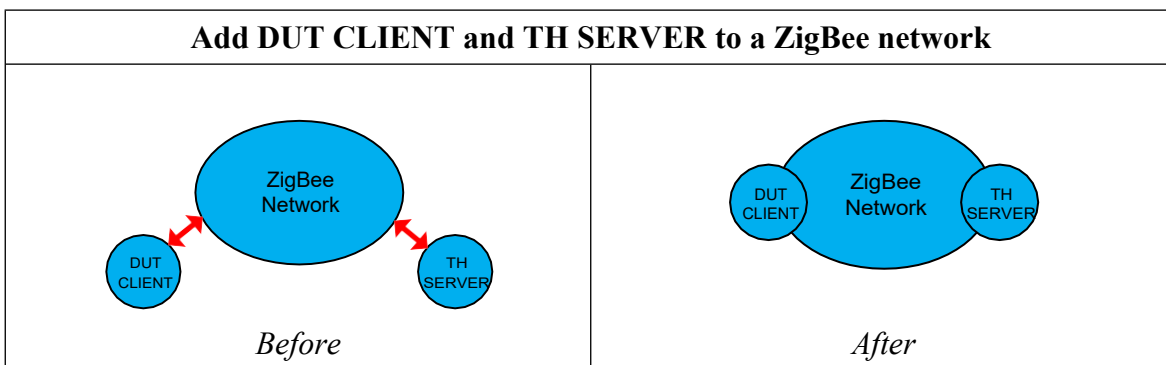 Add DUT CLIENT and TH SERVER to a ZigBee network
ZigBee
Network
DUT
CLIENT
TH
SERVER
Before
DUT
CLIENT
ZigBee
Network
TH
SERVER
After